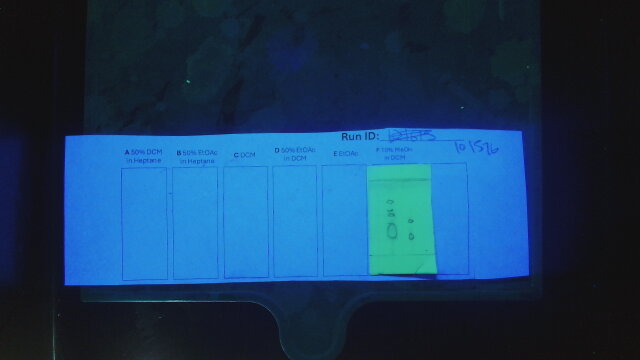 Run ID:
A 50% DCM
in Heptane
B 50% EtOAc
in Heptane
C DCM
D 50% EtOAc
in DCM
E EtOAc
F 10% MeOH
in DCM
101576